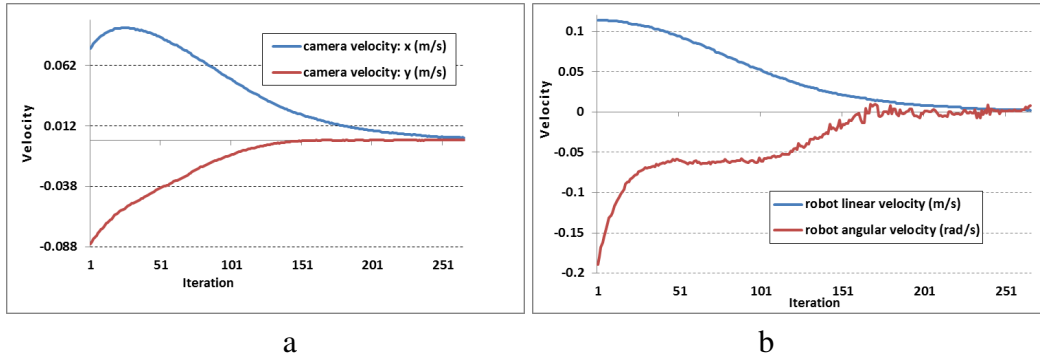 camera velocity: x (m/s)
camera velocity: y (m/s)
0.062
0.012
-0.038
-0.088
Velocity
1 51 101 151 201 251
Iteration
a
0.1
0.05
0
-0.05
-0.1
-0.15
-0.2
Velocity
robot linear velocity (m/s)
robot angular velocity (rad/s)
1 51 101 151 201 251
Iteration
b